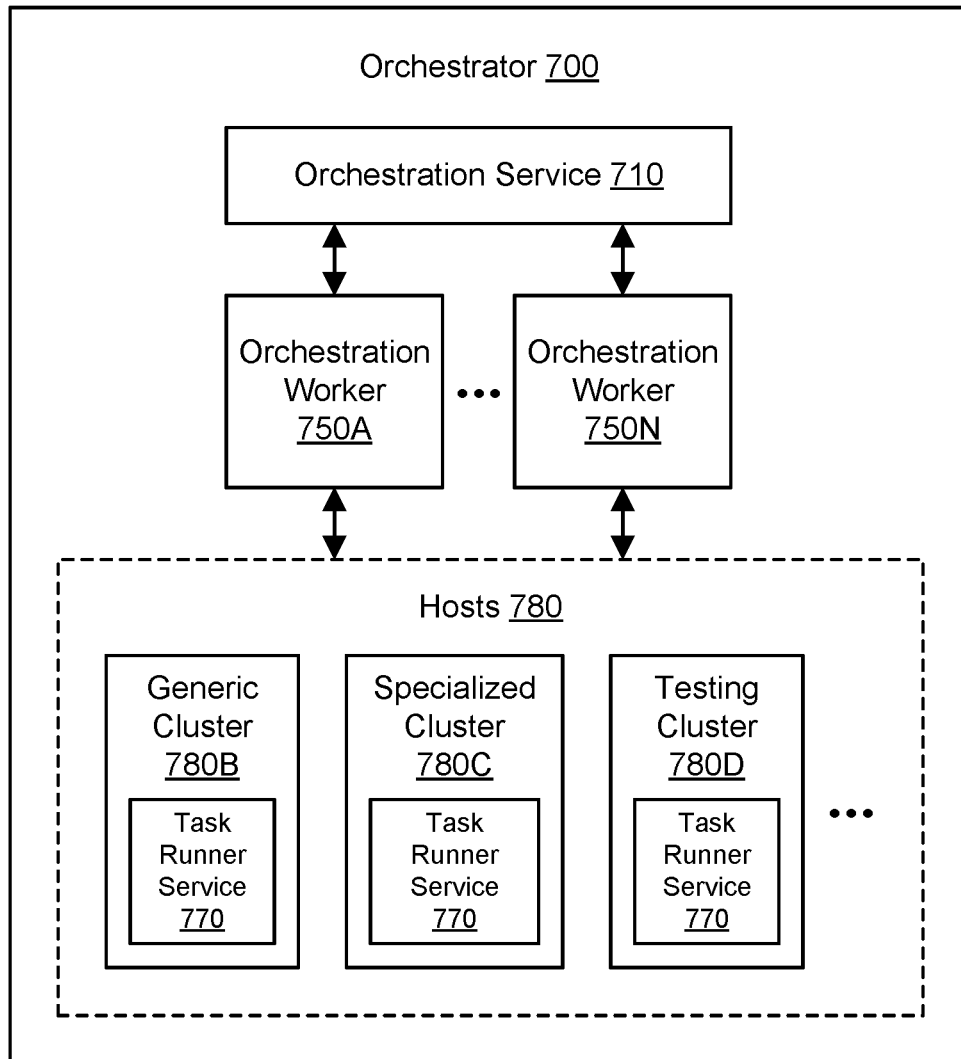 Orchestrator 700
Orchestration Service 710
Orchestration
Worker
750A
•••
Orchestration
Worker
750N
Hosts 780
Generic
Cluster
780B
Task
Runner
Service
770
Specialized
Cluster
780C
Task
Runner
Service
770
Testing
Cluster
780D
Task
Runner
Service
770
•••